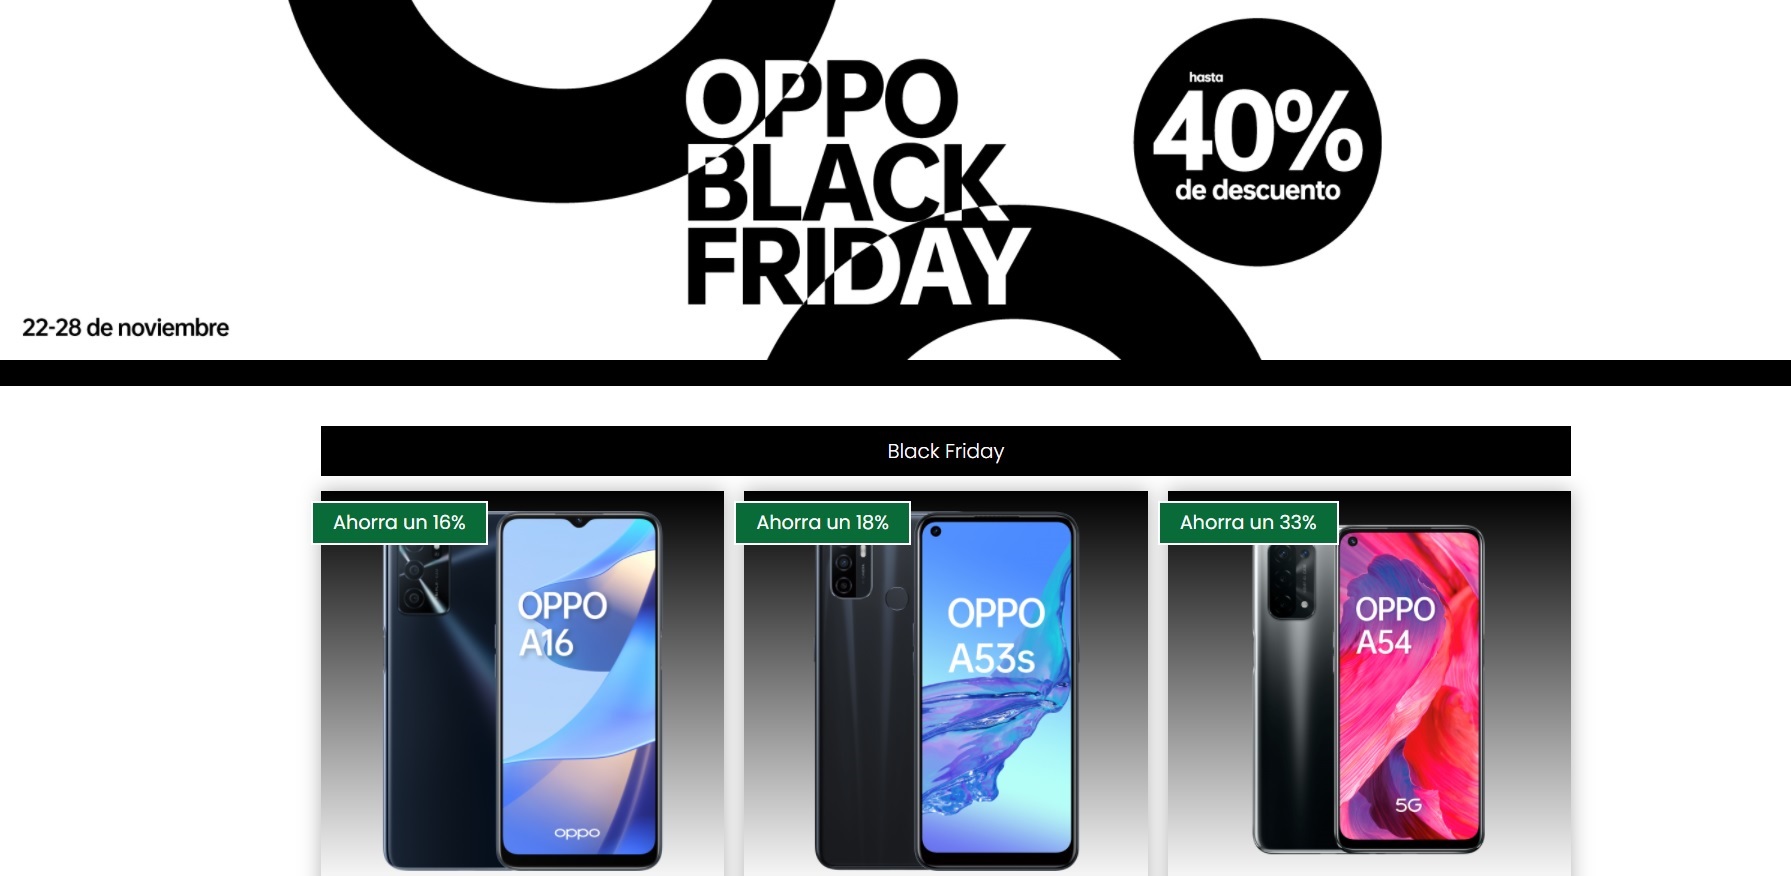 OPPO
BLACK
FRIDAY
hasta
40%
de descuento
22-28 de noviembre
Black Friday
Ahorra un 16%
OPPO
A16
oppo
Ahorra un 18%
OPPO
A53s
Ahorra un 33%
OPPO
A54
5G